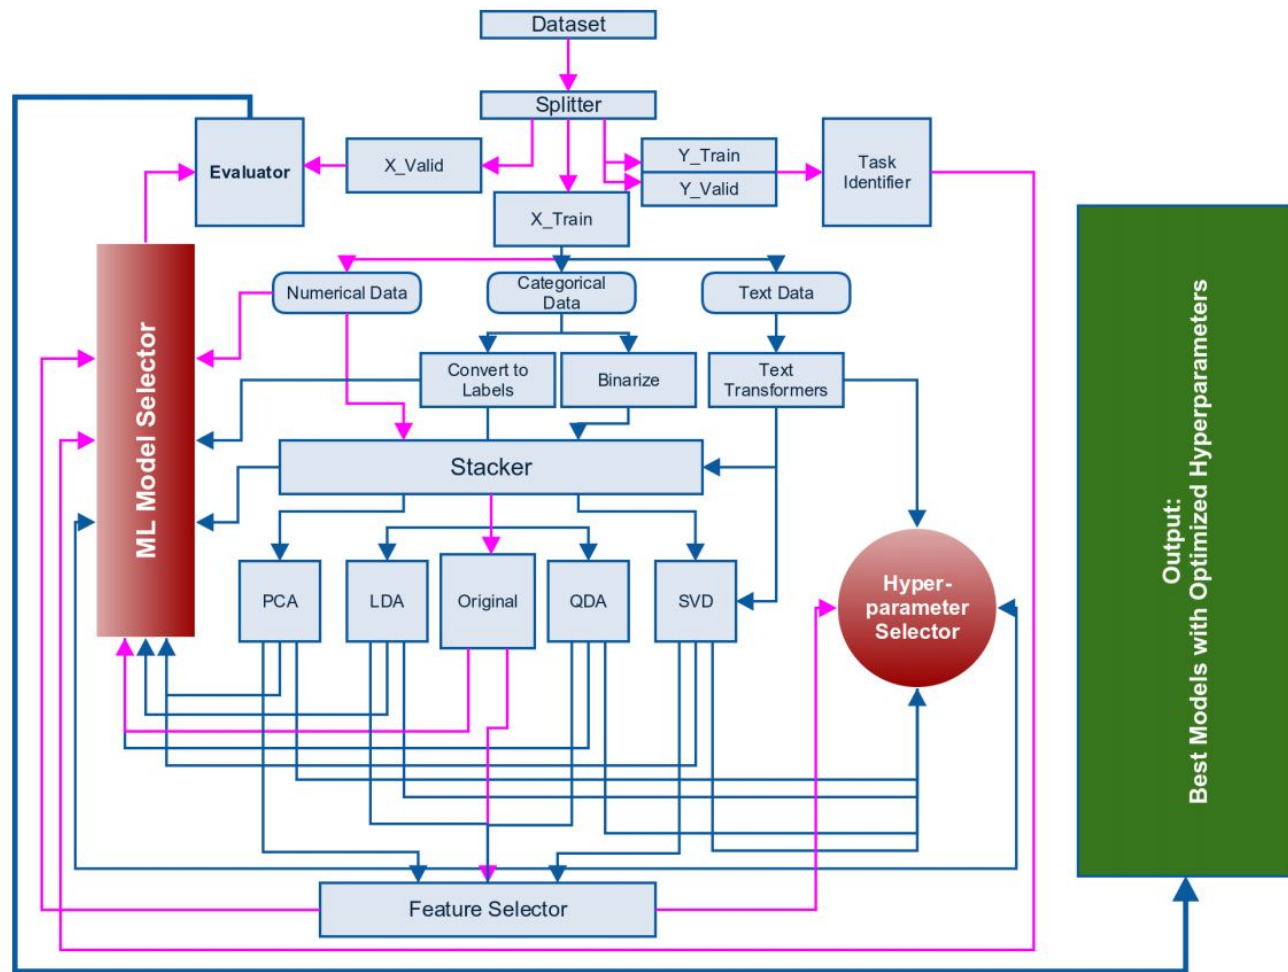 Dataset
Splitter
Evaluator
X_Valid
Y_Train
Y_Valid
Task
Identifier
X_Train
Numerical Data
Categorical
Data
Text Data
ML Model Selector
Convert to
Labels
Binarize
Text
Transformers
Stacker
PCA
LDA
Original
QDA
SVD
Hyper-
parameter
Selector
Output:
Best Models with Optimized Hyperparameters
Feature Selector